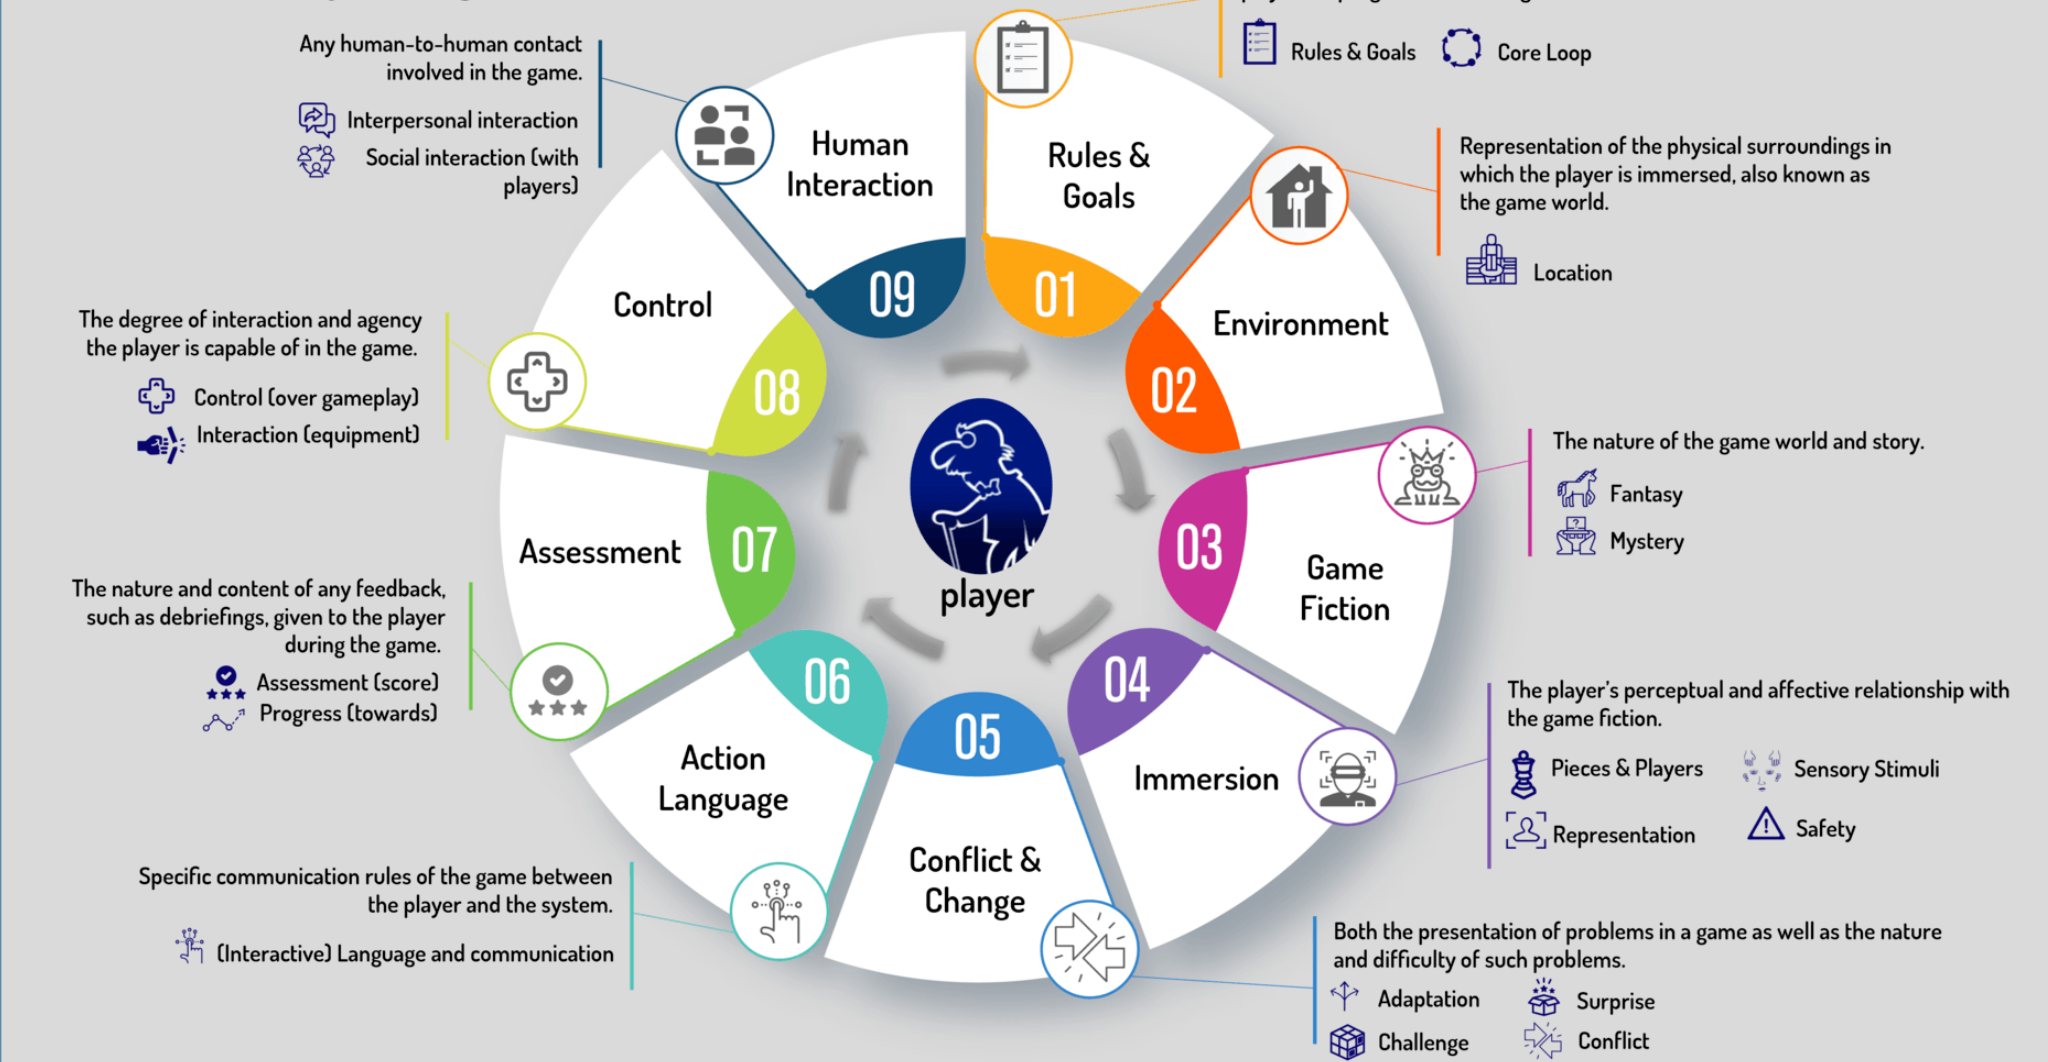 Rules & Goals
Core Loop
Any human-to-human contact
involved in the game.
Interpersonal interaction
Social interaction (with
players)
Human
Interaction
09
Rules &
Goals
01
Representation of the physical surroundings in
which the player is immersed, also known as
the game world.
Location
Environment
02
The nature of the game world and story.
Fantasy
Mystery
Game
Fiction
03
The player's perceptual and affective relationship with
the game fiction.
Pieces & Players
Sensory Stimuli
Representation
Safety
Immersion
04
Both the presentation of problems in a game as well as the nature
and difficulty of such problems.
Adaptation
Surprise
Challenge
Conflict
Conflict &
Change
05
Specific communication rules of the game between
the player and the system.
(Interactive) Language and communication
Action
Language
06
The nature and content of any feedback,
such as debriefings, given to the player
during the game.
Assessment (score)
Progress (towards)
Assessment
07
The degree of interaction and agency
the player is capable of in the game.
Control (over gameplay)
Interaction (equipment)
Control
08
player
?